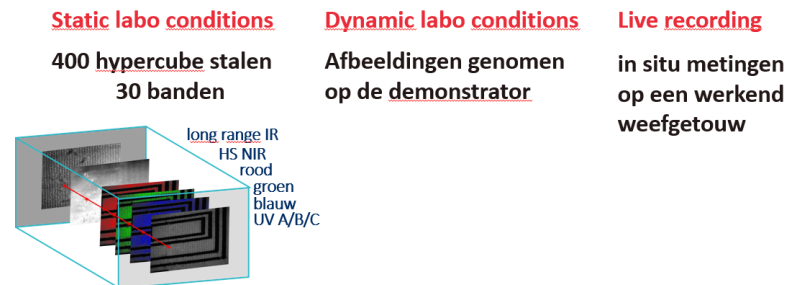 Static labo conditions
400 hypercube stalen
30 banden
long range IR
HS NIR
rood
groen
blauw
UV A/B/C
Dynamic labo conditions
Afbeeldingen genomen
op de demonstrator
Live recording
in situ metingen
op een werkend
weefgetouw